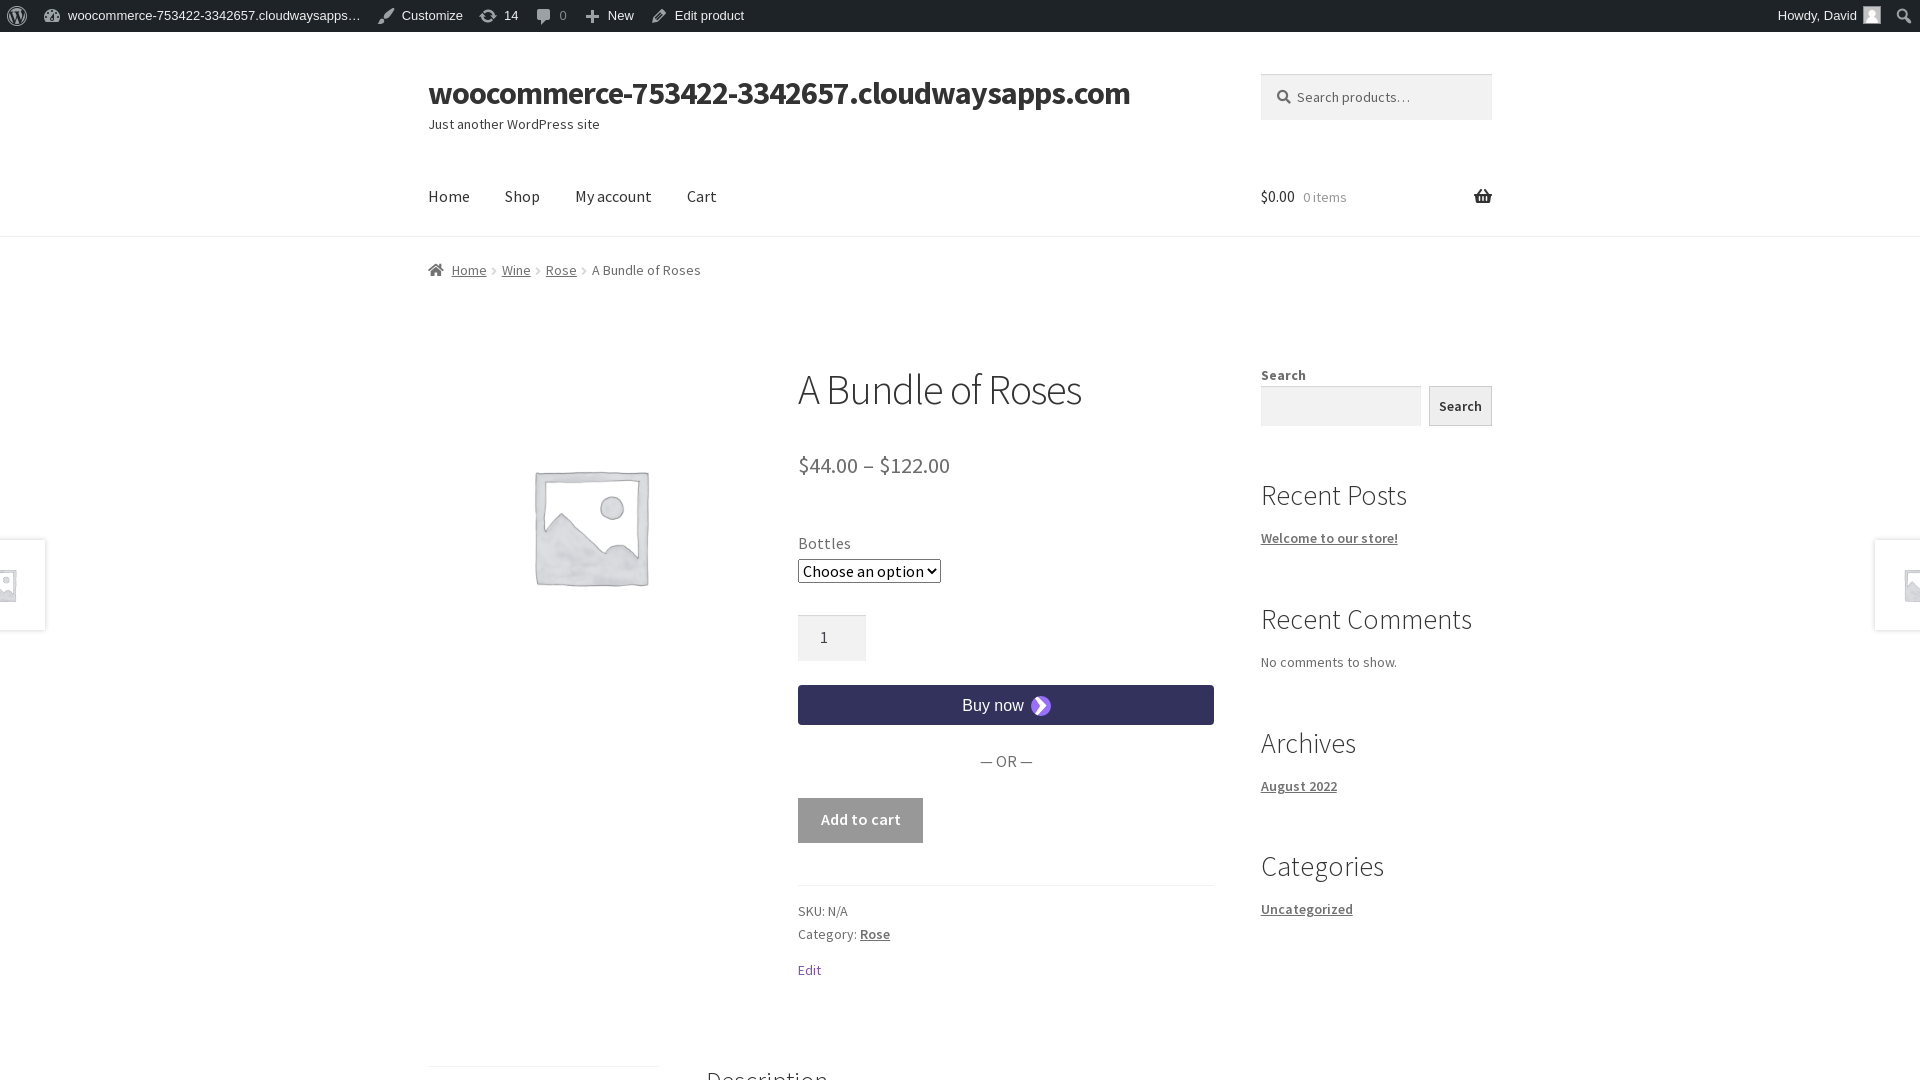 woocommerce-753422-3342657.cloudwaysapps… Customize 14 0 New Edit product Howdy, David
woocommerce-753422-3342657.cloudwaysapps.com
Just another WordPress site
Search products…
Home Shop My account Cart
$0.00 0 items
Home Wine Rose A Bundle of Roses
A Bundle of Roses
$44.00 – $122.00
Bottles
Choose an option
1
Buy now
— OR —
Add to cart
SKU: N/A
Category: Rose
Edit
Search
Search
Recent Posts
Welcome to our store!
Recent Comments
No comments to show.
Archives
August 2022
Categories
Uncategorized
Description